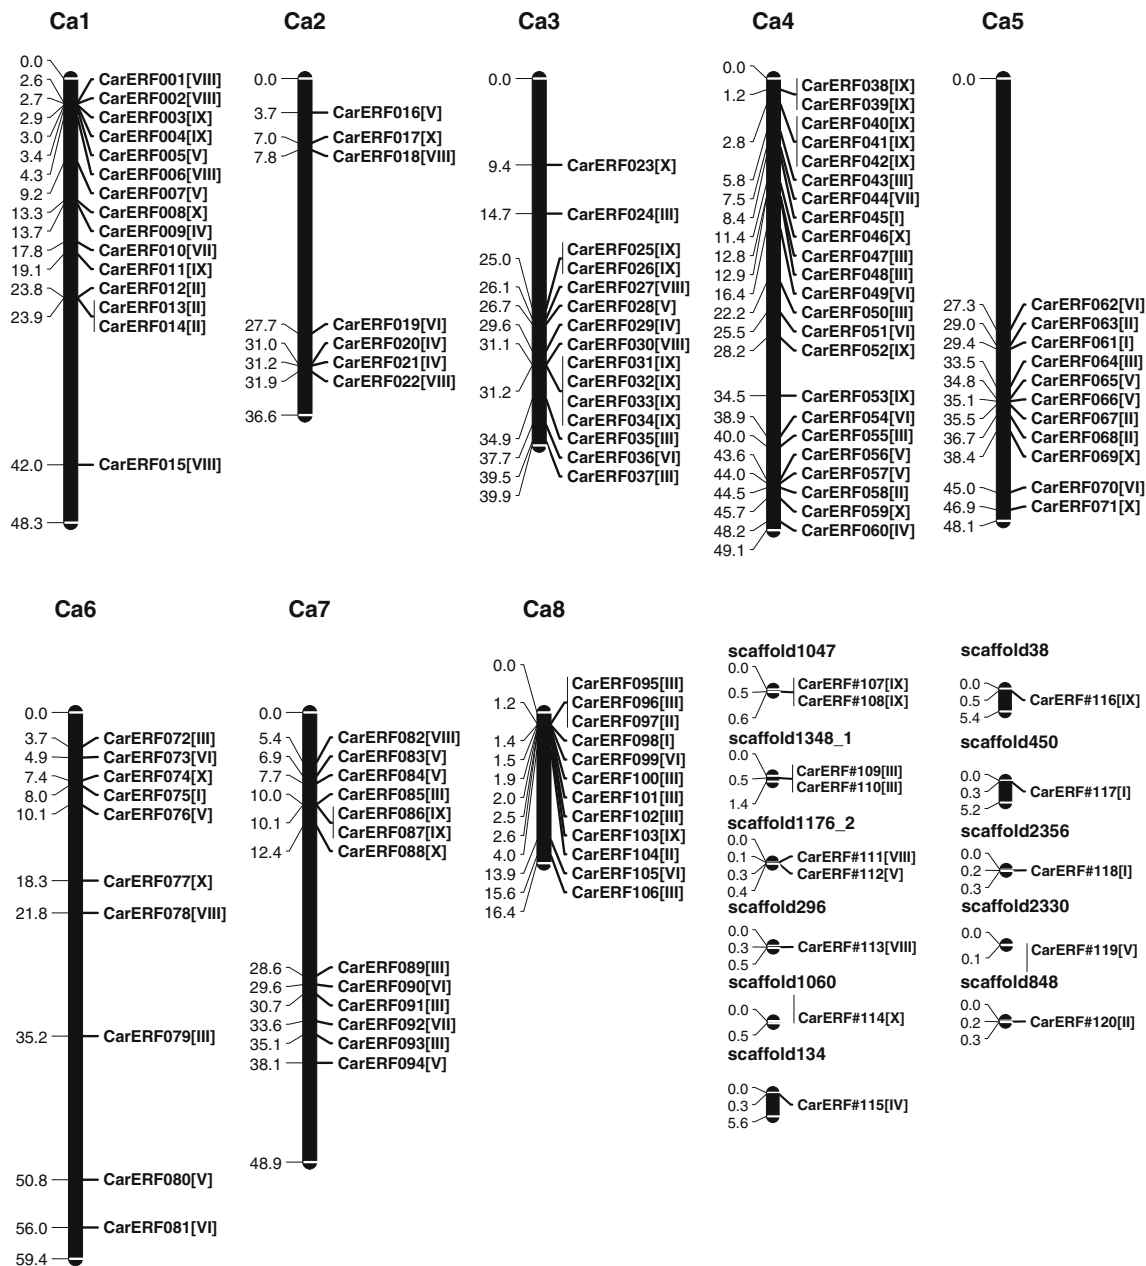 Ca1
0.0
2.6
2.7
2.9
3.0
3.4
4.3
9.2
13.3
13.7
17.8
19.1
23.8
23.9
42.0
48.3
CarERF001[VIII]
CarERF002[VIII]
CarERF003[IX]
CarERF004[IX]
CarERF005[V]
CarERF006[VIII]
CarERF007[V]
CarERF008[X]
CarERF009[IV]
CarERF010[VII]
CarERF011[IX]
CarERF012[II]
CarERF013[II]
CarERF014[II]
CarERF015[VIII]
Ca2
0.0
3.7
7.0
7.8
27.7
31.0
31.2
31.9
36.6
CarERF016[V]
CarERF017[X]
CarERF018[VIII]
CarERF019[VI]
CarERF020[IV]
CarERF021[IV]
CarERF022[VIII]
Ca3
0.0
9.4
14.7
25.0
26.1
26.7
29.6
31.1
31.2
34.9
37.7
39.5
39.9
CarERF023[X]
CarERF024[III]
CarERF025[IX]
CarERF026[IX]
CarERF027[VIII]
CarERF028[V]
CarERF029[IV]
CarERF030[VIII]
CarERF031[IX]
CarERF032[IX]
CarERF033[IX]
CarERF034[IX]
CarERF035[III]
CarERF036[VI]
CarERF037[III]
Ca4
0.0
1.2
2.8
5.8
7.5
8.4
11.4
12.8
12.9
16.4
22.2
25.5
28.2
34.5
38.9
40.0
43.6
44.0
44.5
45.7
48.2
49.1
CarERF038[IX]
CarERF039[IX]
CarERF040[IX]
CarERF041[IX]
CarERF042[IX]
CarERF043[III]
CarERF044[VII]
CarERF045[I]
CarERF046[X]
CarERF047[III]
CarERF048[III]
CarERF049[VI]
CarERF050[III]
CarERF051[VI]
CarERF052[IX]
CarERF053[IX]
CarERF054[VI]
CarERF055[III]
CarERF056[V]
CarERF057[V]
CarERF058[II]
CarERF059[X]
CarERF060[IV]
Ca5
0.0
27.3
29.0
29.4
33.5
34.8
35.1
35.5
36.7
38.4
45.0
46.9
48.1
CarERF062[VI]
CarERF063[II]
CarERF061[I]
CarERF064[III]
CarERF065[V]
CarERF066[V]
CarERF067[II]
CarERF068[II]
CarERF069[X]
CarERF070[VI]
CarERF071[X]
Ca6
0.0
3.7
4.9
7.4
8.0
10.1
18.3
21.8
35.2
50.8
56.0
59.4
CarERF072[III]
CarERF073[VI]
CarERF074[X]
CarERF075[I]
CarERF076[V]
CarERF077[X]
CarERF078[VIII]
CarERF079[III]
CarERF080[V]
CarERF081[VI]
Ca7
0.0
5.4
6.9
7.7
10.0
10.1
12.4
28.6
29.6
30.7
33.6
35.1
38.1
48.9
CarERF082[VIII]
CarERF083[V]
CarERF084[V]
CarERF085[III]
CarERF086[IX]
CarERF087[IX]
CarERF088[X]
CarERF089[III]
CarERF090[VI]
CarERF091[III]
CarERF092[VII]
CarERF093[III]
CarERF094[V]
Ca8
0.0
1.2
1.4
1.5
1.9
2.0
2.5
2.6
4.0
13.9
15.6
16.4
CarERF095[III]
CarERF096[III]
CarERF097[II]
CarERF098[I]
CarERF099[VI]
CarERF100[III]
CarERF101[III]
CarERF102[III]
CarERF103[IX]
CarERF104[II]
CarERF105[VI]
CarERF106[III]
scaffold1047
0.0
0.5
0.6
CarERF#107[IX]
CarERF#108[IX]
scaffold1348_1
0.0
0.5
1.4
CarERF#109[III]
CarERF#110[III]
scaffold1176_2
0.0
0.1
0.3
0.4
CarERF#111[VIII]
CarERF#112[V]
scaffold296
0.0
0.3
0.5
CarERF#113[VIII]
scaffold1060
0.0
0.5
CarERF#114[X]
scaffold134
0.0
0.3
5.6
CarERF#115[IV]
scaffold38
0.0
0.5
5.4
CarERF#116[IX]
scaffold450
0.0
0.3
5.2
CarERF#117[I]
scaffold2356
0.0
0.2
0.3
CarERF#118[I]
scaffold2330
0.0
0.1
CarERF#119[V]
scaffold848
0.0
0.2
0.3
CarERF#120[II]